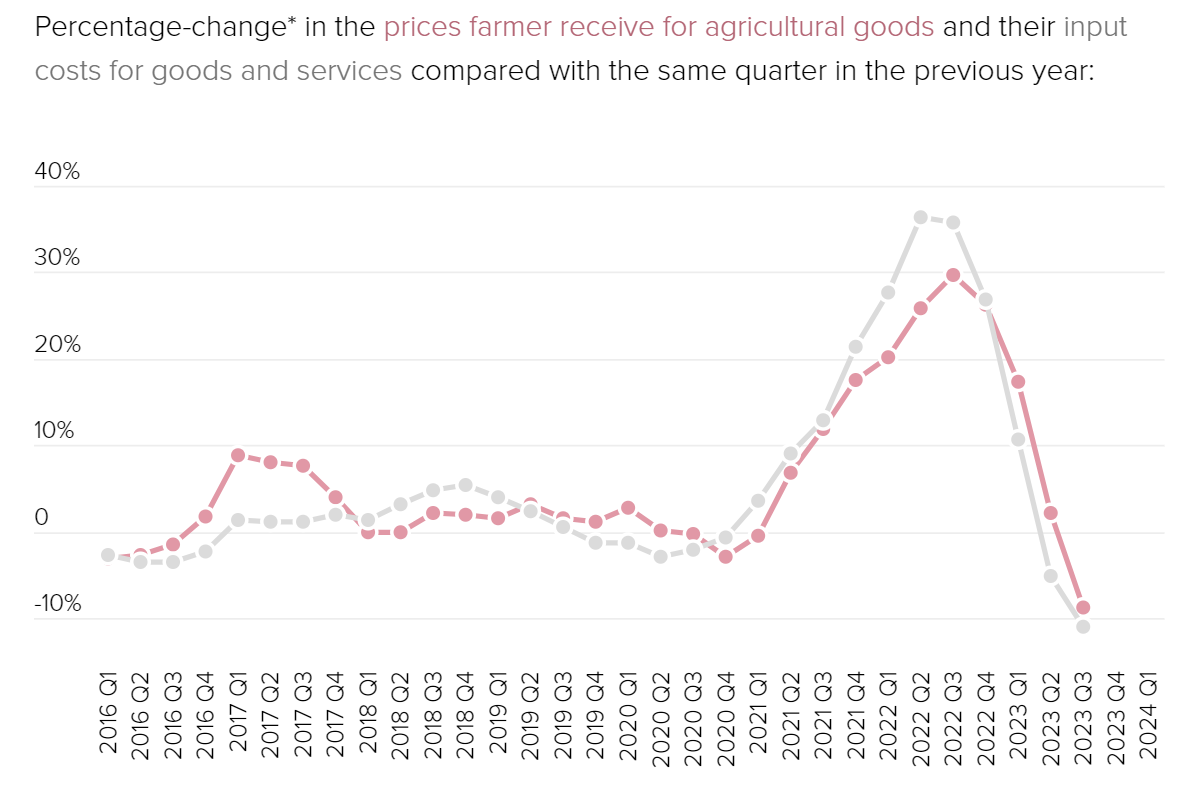 Percentage-change* in the prices farmer receive for agricultural goods and their input
costs for goods and services compared with the same quarter in the previous year:
40%
30%
20%
10%
0
-10%
2016 Q1
2016 Q2
2016 Q3
2016 Q4
2017 Q1
2017 Q2
2017 Q3
2017 Q4
2018 Q1
2018 Q2
2018 Q3
2018 Q4
2019 Q1
2019 Q2
2019 Q3
2019 Q4
2020 Q1
2020 Q2
2020 Q3
2020 Q4
2021 Q1
2021 Q2
2021 Q3
2021 Q4
2022 Q1
2022 Q2
2022 Q3
2022 Q4
2023 Q1
2023 Q2
2023 Q3
2023 Q4
2024 Q1